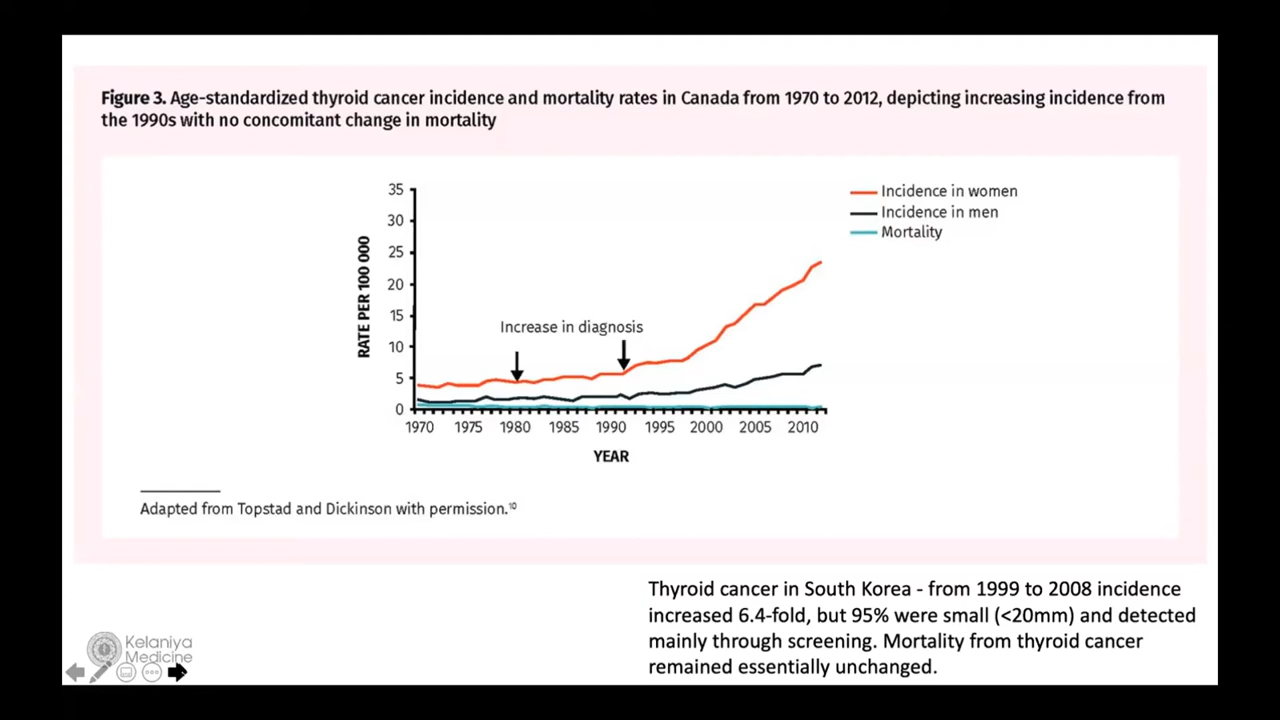 Figure 3. Age-standardized thyroid cancer incidence and mortality rates in Canada from 1970 to 2012, depicting increasing incidence from
the 1990s with no concomitant change in mortality
35
30
25
20
15
10
5
0
RATE PER 100 000
Increase in diagnosis
Incidence in women
Incidence in men
Mortality
1970 1975 1980 1985 1990 1995 2000 2005 2010
YEAR
Adapted from Topstad and Dickinson with permission.¹⁰
Thyroid cancer in South Korea - from 1999 to 2008 incidence
increased 6.4-fold, but 95% were small (<20mm) and detected
mainly through screening. Mortality from thyroid cancer
remained essentially unchanged.
Kelaniya
Medicine